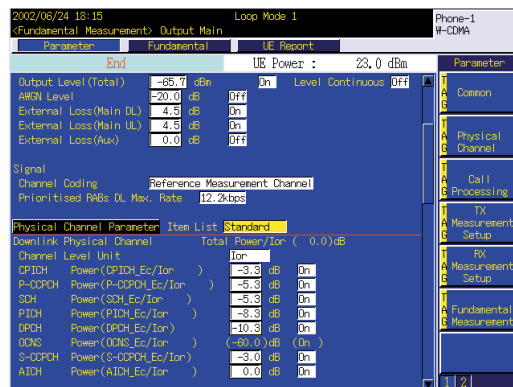 2002/06/24 18:15 Loop Mode 1 Phone-1
<Fundamental Measurement> Output Main W-CDMA
Parameter Fundamental UE Report
End UE Power : 23.0 dBm Parameter
Output Level(Total) -65.7 dBm On Level Continuous Off
AWGN Level -20.0 dB Off
External Loss(Main DL) 4.5 dB On
External Loss(Main UL) 4.5 dB On
External Loss(Aux) 0.0 dB Off
Signal
Channel Coding Reference Measurement Channel
Prioritised RABs DL Max. Rate 12.2kbps
Physical Channel Parameter Item List Standard
Downlink Physical Channel Total Power/Ior ( 0.0)dB
Channel Level Unit Ior
CPICH Power(CPICH_Ec/Ior ) -3.3 dB On
P-CCPCH Power(P-CCPCH_Ec/Ior ) -5.3 dB On
SCH Power(SCH_Ec/Ior ) -5.3 dB On
PICH Power(PICH_Ec/Ior ) -8.3 dB On
DPCH Power(DPCH_Ec/Ior) -10.3 dB On
OCNS Power(OCNS_Ec/Ior ) (-60.0)dB (On )
S-CCPCH Power(S-CCPCH_Ec/Ior) -3.0 dB On
AICH Power(AICH_Ec/Ior ) 0.0 dB On
TAG Common
TAG Physical Channel
TAG Call Processing
TAG TX Measurement Setup
TAG RX Measurement Setup
TAG Fundamental Measurement
1 2